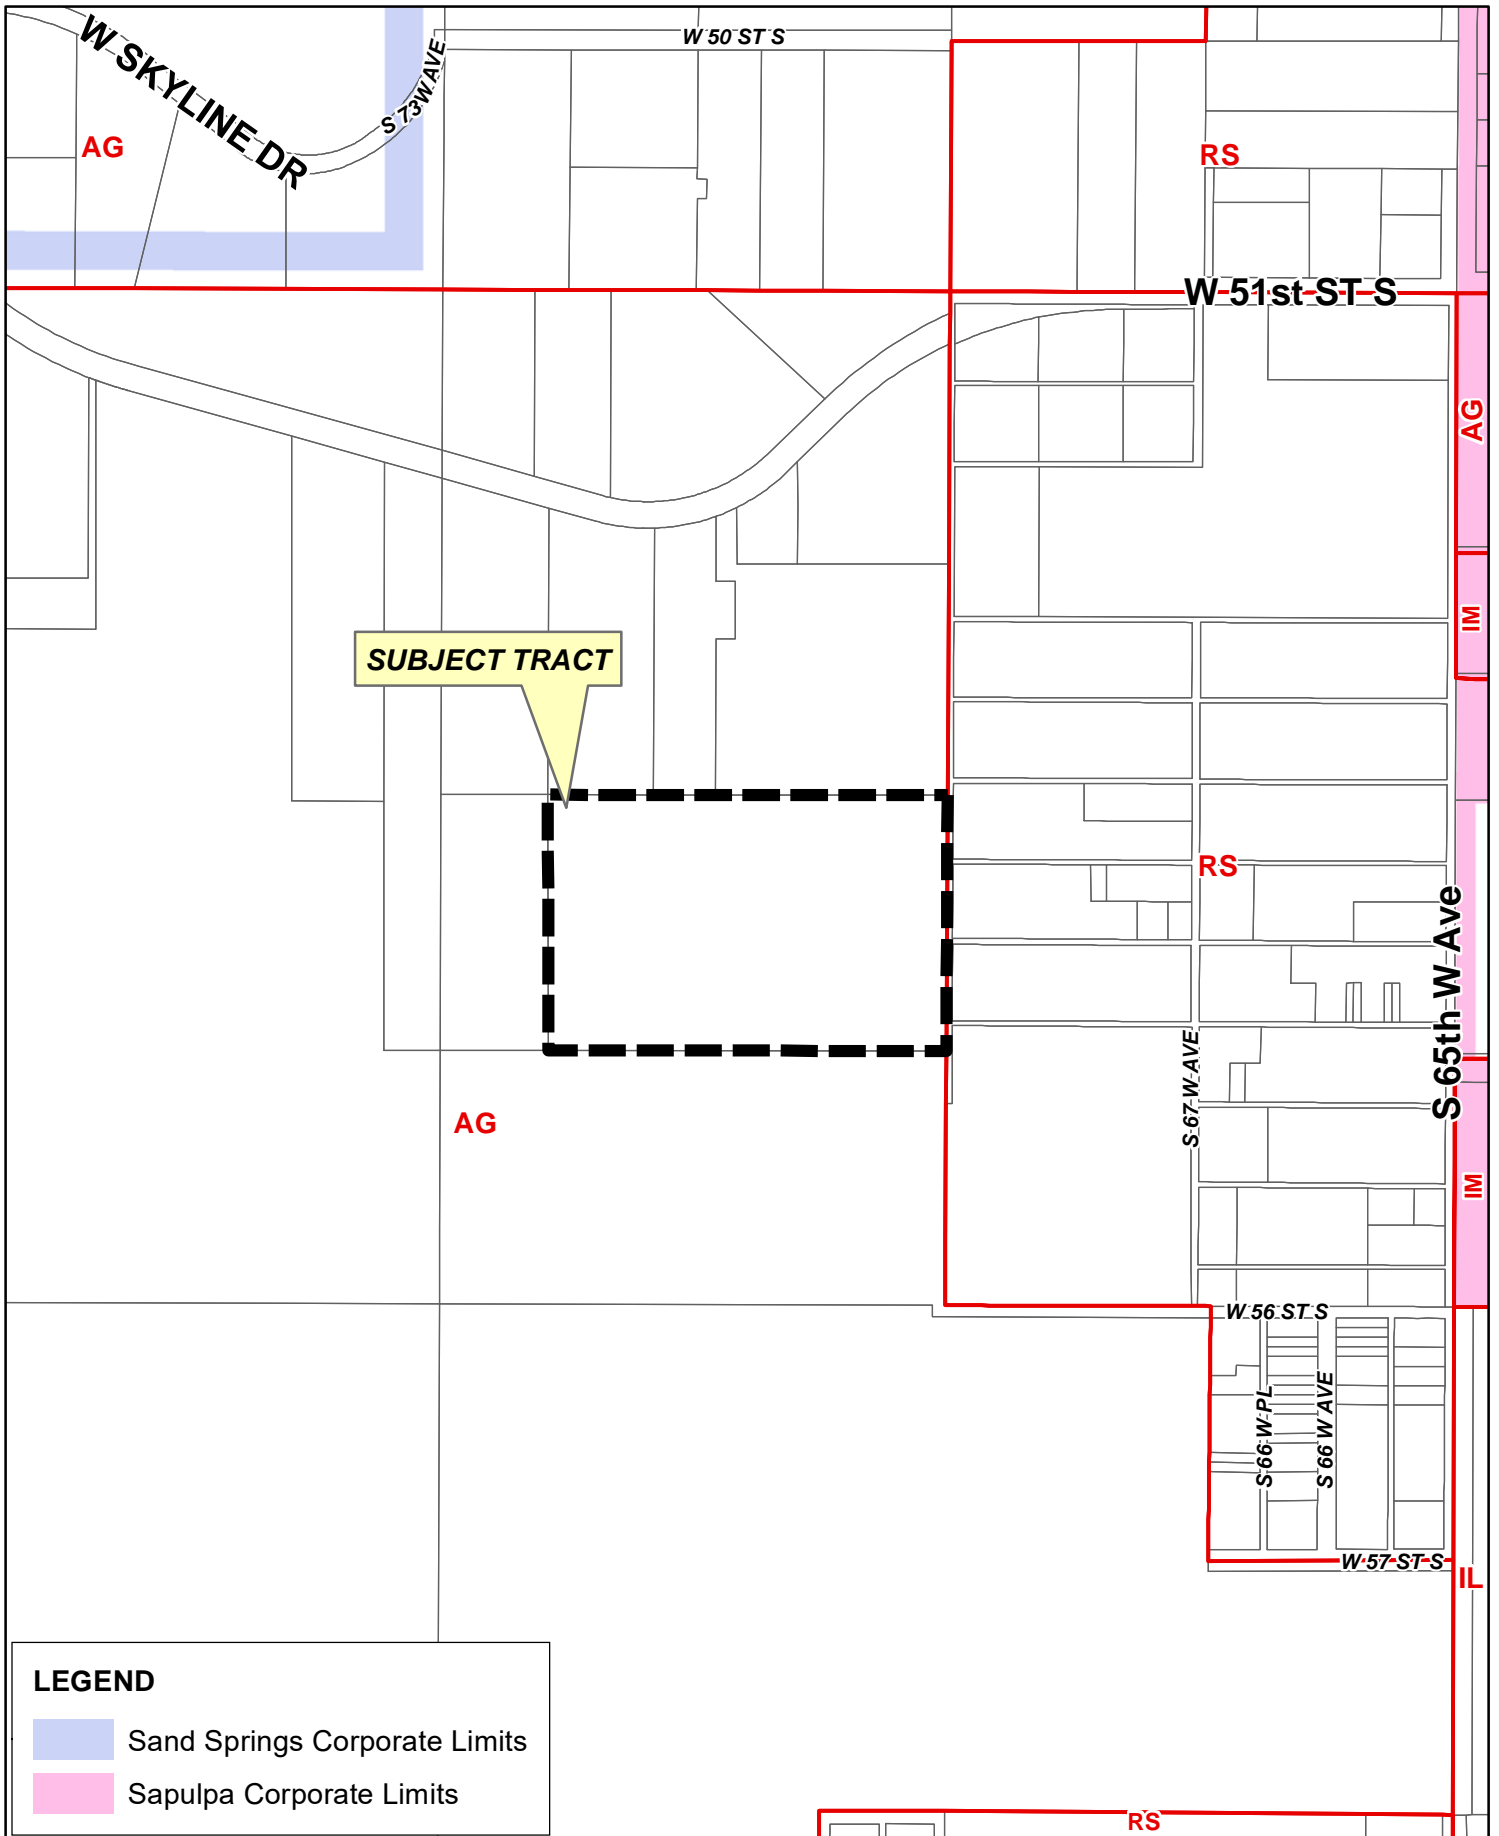 W 50 ST S
W SKYLINE DR
S 73W AVE
AG
RS
W 51st ST S
AG
IM
SUBJECT TRACT
RS
S 65th W Ave
S 67 W AVE
AG
IM
W 56 ST S
S 66 W PL
S 66 W AVE
W 57 ST S
IL
LEGEND
Sand Springs Corporate Limits
Sapulpa Corporate Limits
RS